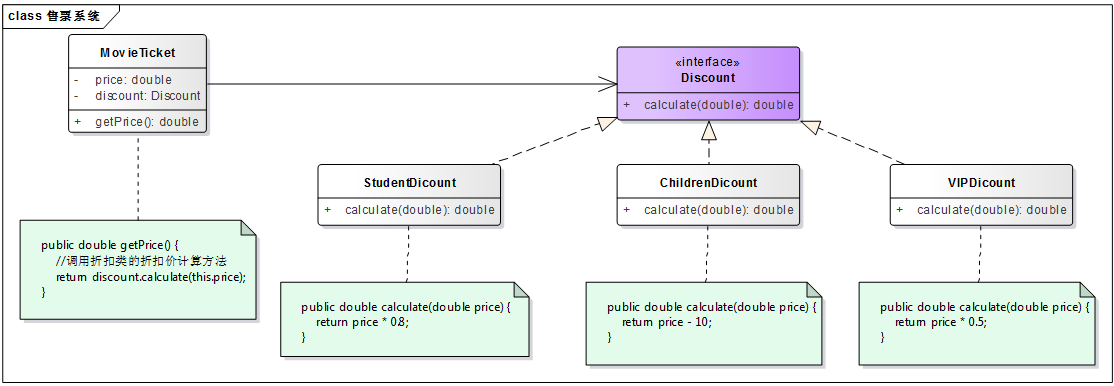 class 售票系统
MovieTicket
- price: double
- discount: Discount
+ getPrice(): double
«interface»
Discount
+ calculate(double): double
StudentDicount
+ calculate(double): double
ChildrenDicount
+ calculate(double): double
VIPDicount
+ calculate(double): double
public double getPrice() {
//调用折扣类的折扣价计算方法
return discount.calculate(this.price);
}
public double calculate(double price) {
return price * 0.8;
}
public double calculate(double price) {
return price - 10;
}
public double calculate(double price) {
return price * 0.5;
}